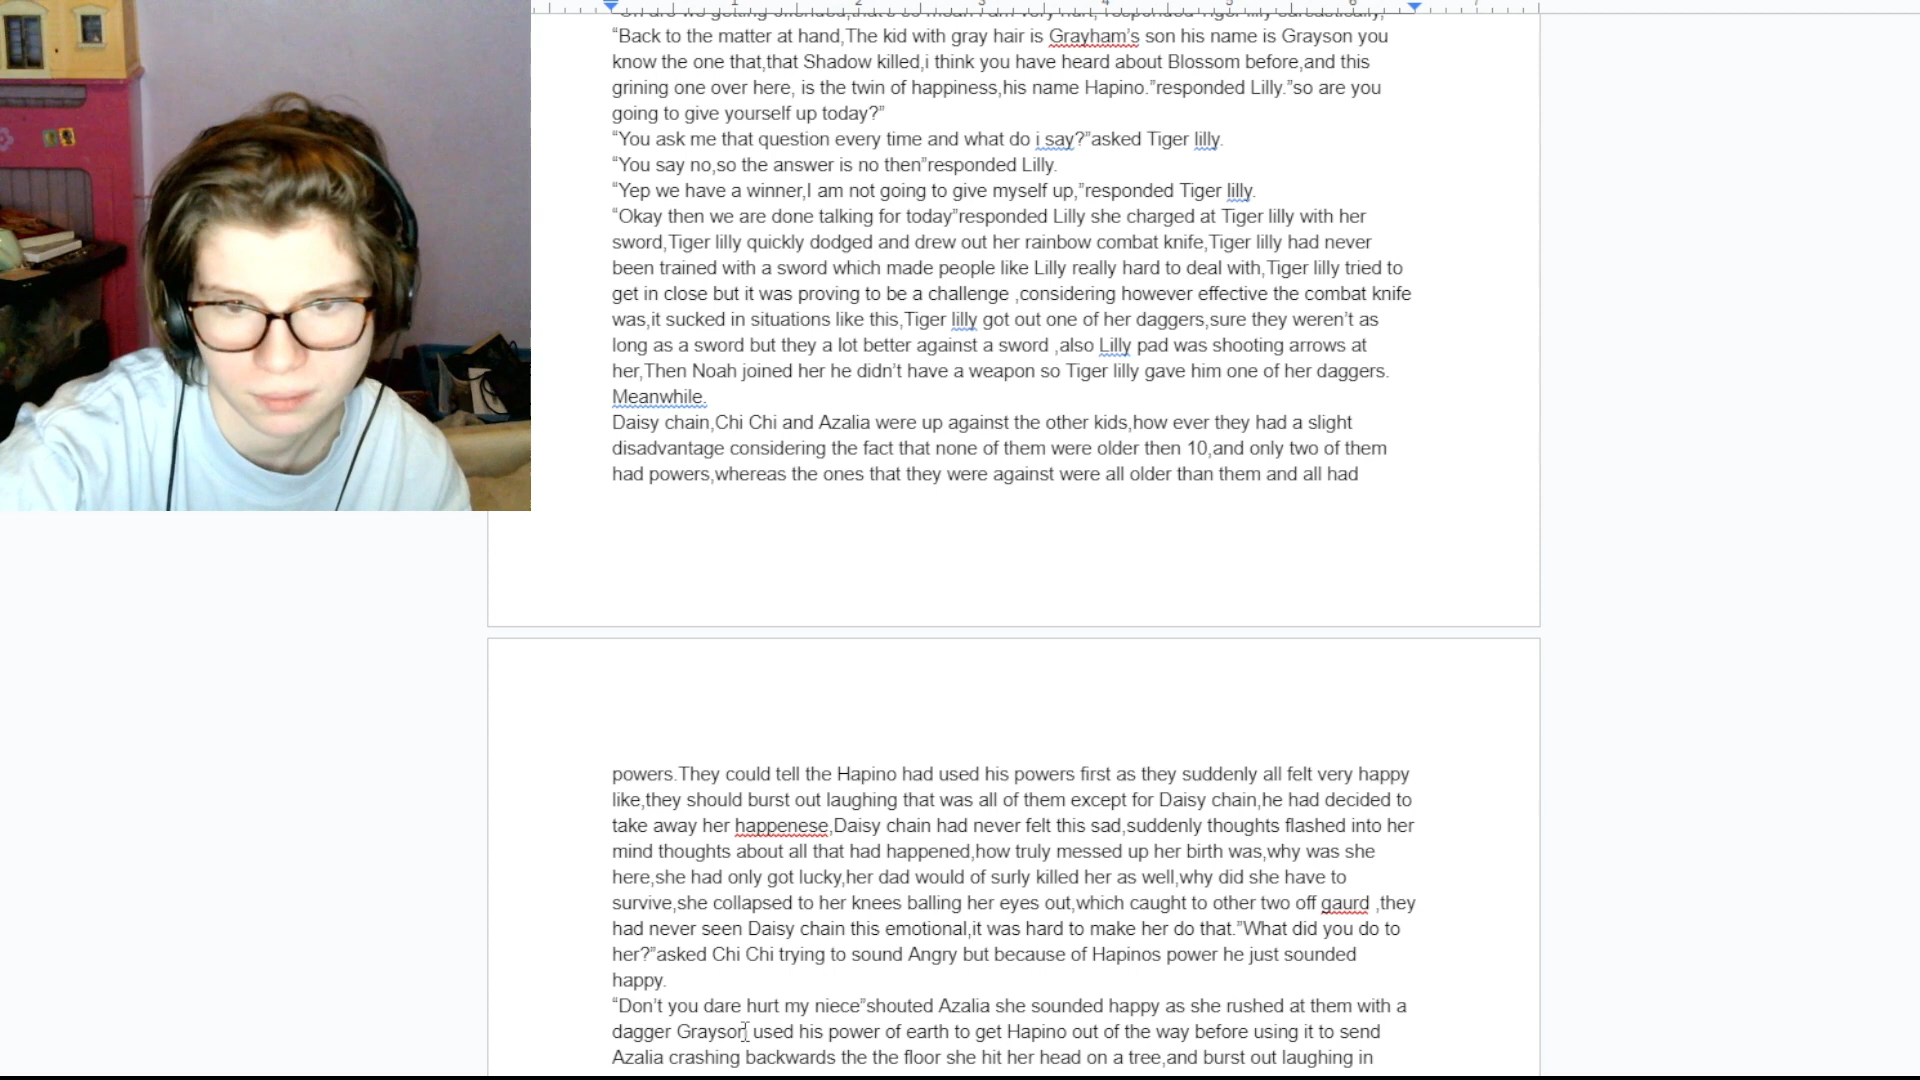 "Oh are we getting offended,that's so mean I am very hurt,"responded Tiger lilly sarcastically,
"Back to the matter at hand,The kid with gray hair is Grayham's son his name is Grayson you
know the one that,that Shadow killed,i think you have heard about Blossom before,and this
grining one over here, is the twin of happiness,his name Hapino."responded Lilly."so are you
going to give yourself up today?"
"You ask me that question every time and what do i say?"asked Tiger lilly.
"You say no,so the answer is no then"responded Lilly.
"Yep we have a winner,I am not going to give myself up,"responded Tiger lilly.
"Okay then we are done talking for today"responded Lilly she charged at Tiger lilly with her
sword,Tiger lilly quickly dodged and drew out her rainbow combat knife,Tiger lilly had never
been trained with a sword which made people like Lilly really hard to deal with,Tiger lilly tried to
get in close but it was proving to be a challenge ,considering however effective the combat knife
was,it sucked in situations like this,Tiger lilly got out one of her daggers,sure they weren't as
long as a sword but they a lot better against a sword ,also Lilly pad was shooting arrows at
her,Then Noah joined her he didn't have a weapon so Tiger lilly gave him one of her daggers.
Meanwhile.
Daisy chain,Chi Chi and Azalia were up against the other kids,how ever they had a slight
disadvantage considering the fact that none of them were older then 10,and only two of them
had powers,whereas the ones that they were against were all older than them and all had
powers.They could tell the Hapino had used his powers first as they suddenly all felt very happy
like,they should burst out laughing that was all of them except for Daisy chain,he had decided to
take away her happenese,Daisy chain had never felt this sad,suddenly thoughts flashed into her
mind thoughts about all that had happened,how truly messed up her birth was,why was she
here,she had only got lucky,her dad would of surly killed her as well,why did she have to
survive,she collapsed to her knees balling her eyes out,which caught to other two off gaurd ,they
had never seen Daisy chain this emotional,it was hard to make her do that."What did you do to
her?"asked Chi Chi trying to sound Angry but because of Hapinos power he just sounded
happy.
"Don't you dare hurt my niece"shouted Azalia she sounded happy as she rushed at them with a
dagger Grayson used his power of earth to get Hapino out of the way before using it to send
Azalia crashing backwards the the floor she hit her head on a tree,and burst out laughing in